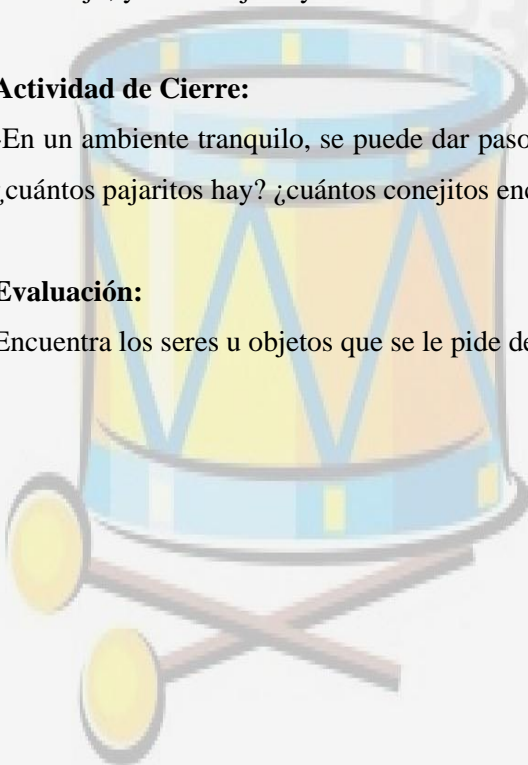 Actividad de Cierre:
-En un ambiente tranquilo, se puede dar paso
¿cuántos pajaritos hay? ¿cuántos conejitos enc
Evaluación:
Encuentra los seres u objetos que se le pide de